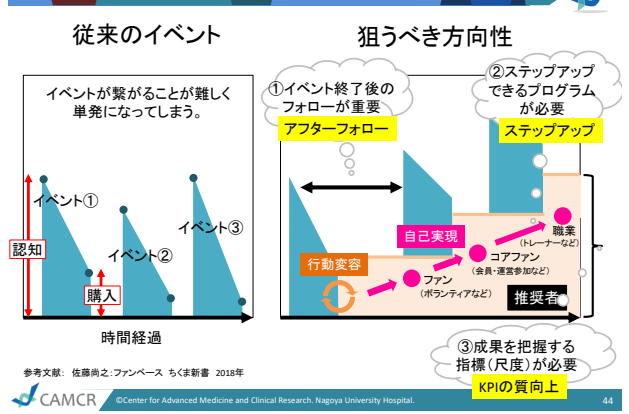 従来のイベント
狙うべき方向性
イベントが繋がることが難しく
単発になってしまう。
イベント①
イベント②
イベント③
認知
購入
時間経過
①イベント終了後の
フォローが重要
アフターフォロー
②ステップアップ
できるプログラム
が必要
ステップアップ
行動変容
自己実現
ファン
(ボランティアなど)
コアファン
(会員・運営参加など)
職業
(トレーナーなど)
推奨者
③成果を把握する
指標(尺度)が必要
KPIの質向上
参考文献: 佐藤尚之:ファンベース ちくま新書 2018年
CAMCR
©Center for Advanced Medicine and Clinical Research. Nagoya University Hospital.
44